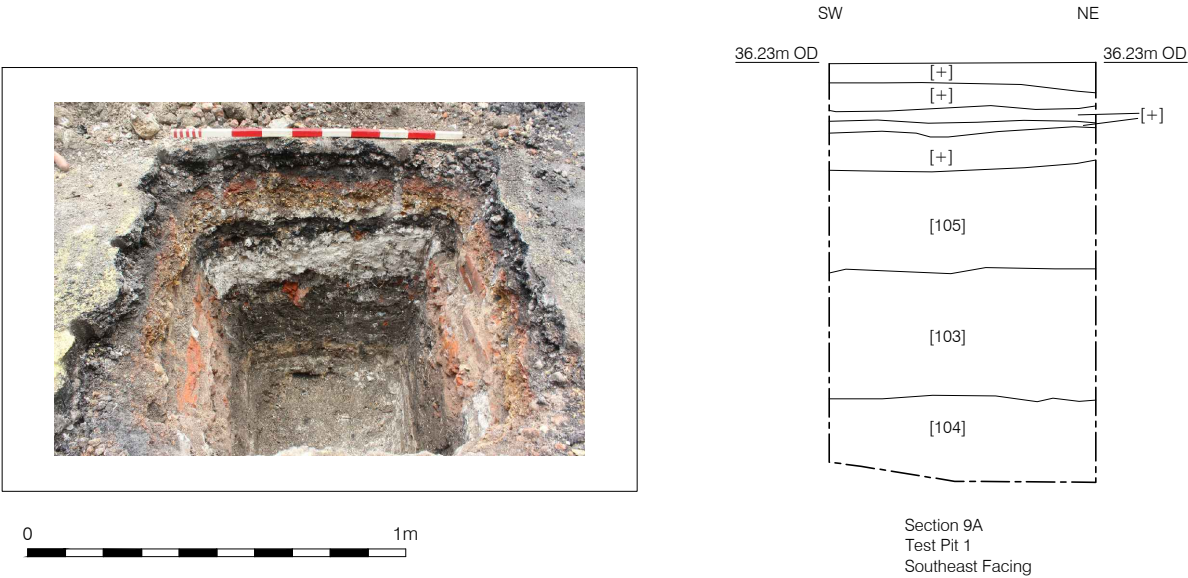 SW NE
36.23m OD 36.23m OD
[+]
[+]
[+]
[+]
[105]
[103]
[104]
0 1m
Section 9A
Test Pit 1
Southeast Facing